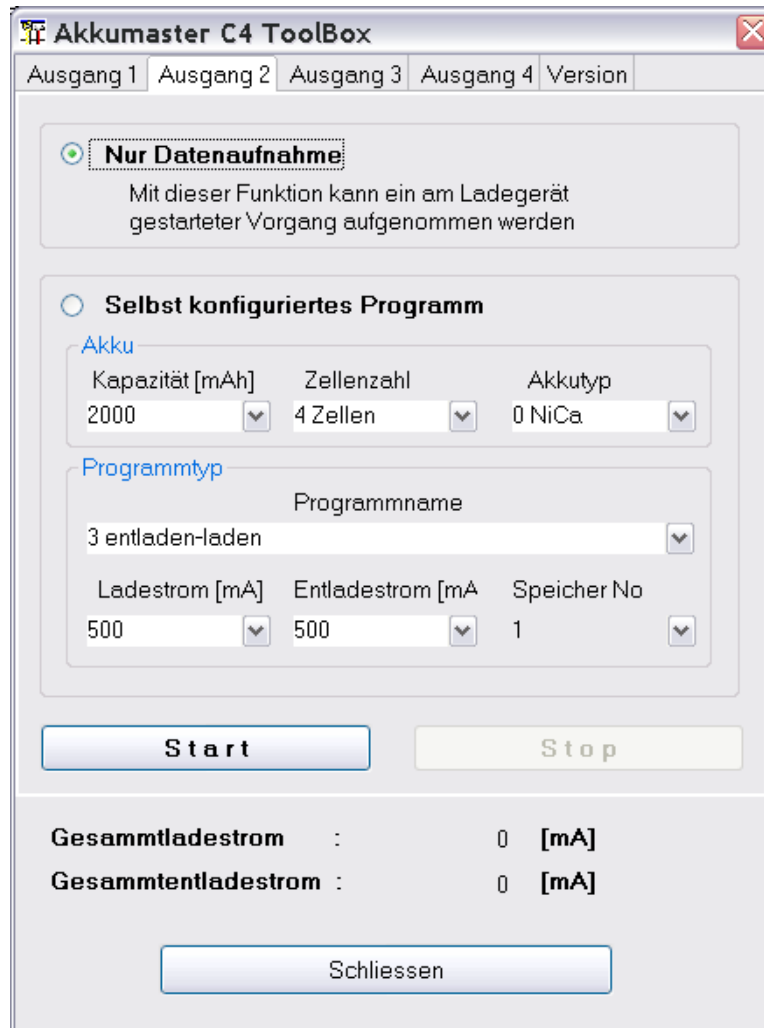 Akkumaster C4 ToolBox
Ausgang 1 Ausgang 2 Ausgang 3 Ausgang 4 Version
Nur Datenaufnahme
Mit dieser Funktion kann ein am Ladegerät
gestarteter Vorgang aufgenommen werden
Selbst konfiguriertes Programm
Akku
Kapazität [mAh] Zellenzahl Akkutyp
2000 4 Zellen 0 NiCa
Programmtyp
Programmname
3 entladen-laden
Ladestrom [mA] Entladestrom [mA Speicher No
500 500 1
Start Stop
Gesammtladestrom : 0 [mA]
Gesammtentladestrom : 0 [mA]
Schliessen